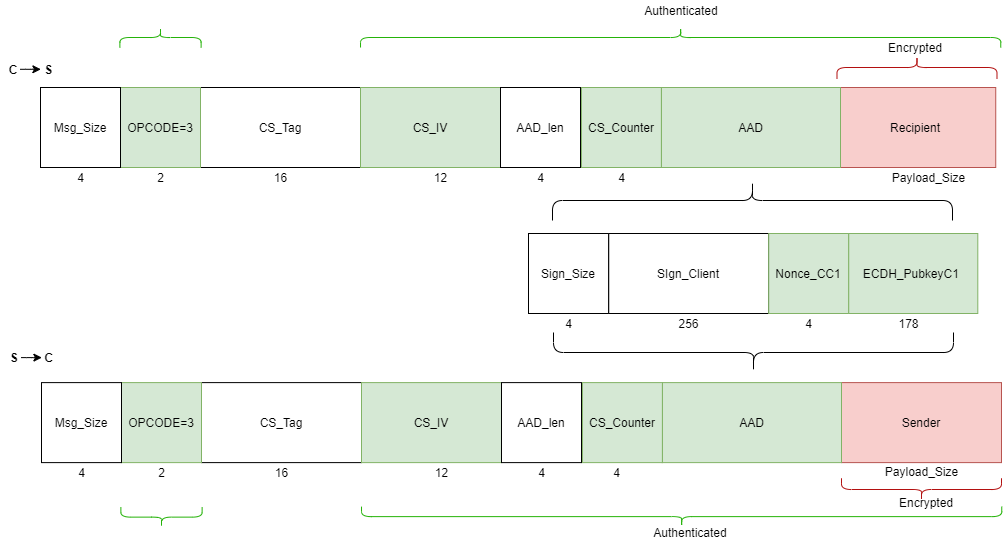 Authenticated
Encrypted
C S
Msg_Size OPCODE=3 CS_Tag CS_IV AAD_len CS_Counter AAD Recipient
4 2 16 12 4 4 Payload_Size
Sign_Size SIgn_Client Nonce_CC1 ECDH_PubkeyC1
4 256 4 178
S C
Msg_Size OPCODE=3 CS_Tag CS_IV AAD_len CS_Counter AAD Sender
4 2 16 12 4 4 Payload_Size
Encrypted
Authenticated